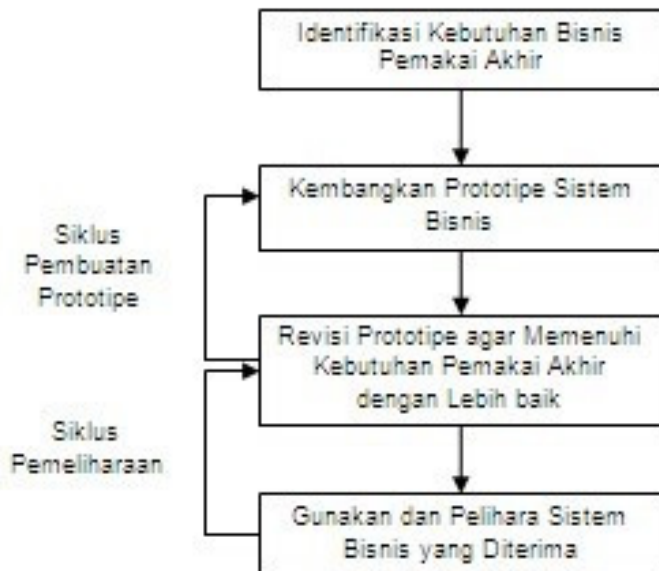 Identifikasi Kebutuhan Bisnis
Pemakai Akhir
Kembangkan Prototipe Sistem
Bisnis
Siklus
Pembuatan
Prototipe
Revisi Prototipe agar Memenuhi
Kebutuhan Pemakai Akhir
dengan Lebih baik
Siklus
Pemeliharaan
Gunakan dan Pelihara Sistem
Bisnis yang Diterima